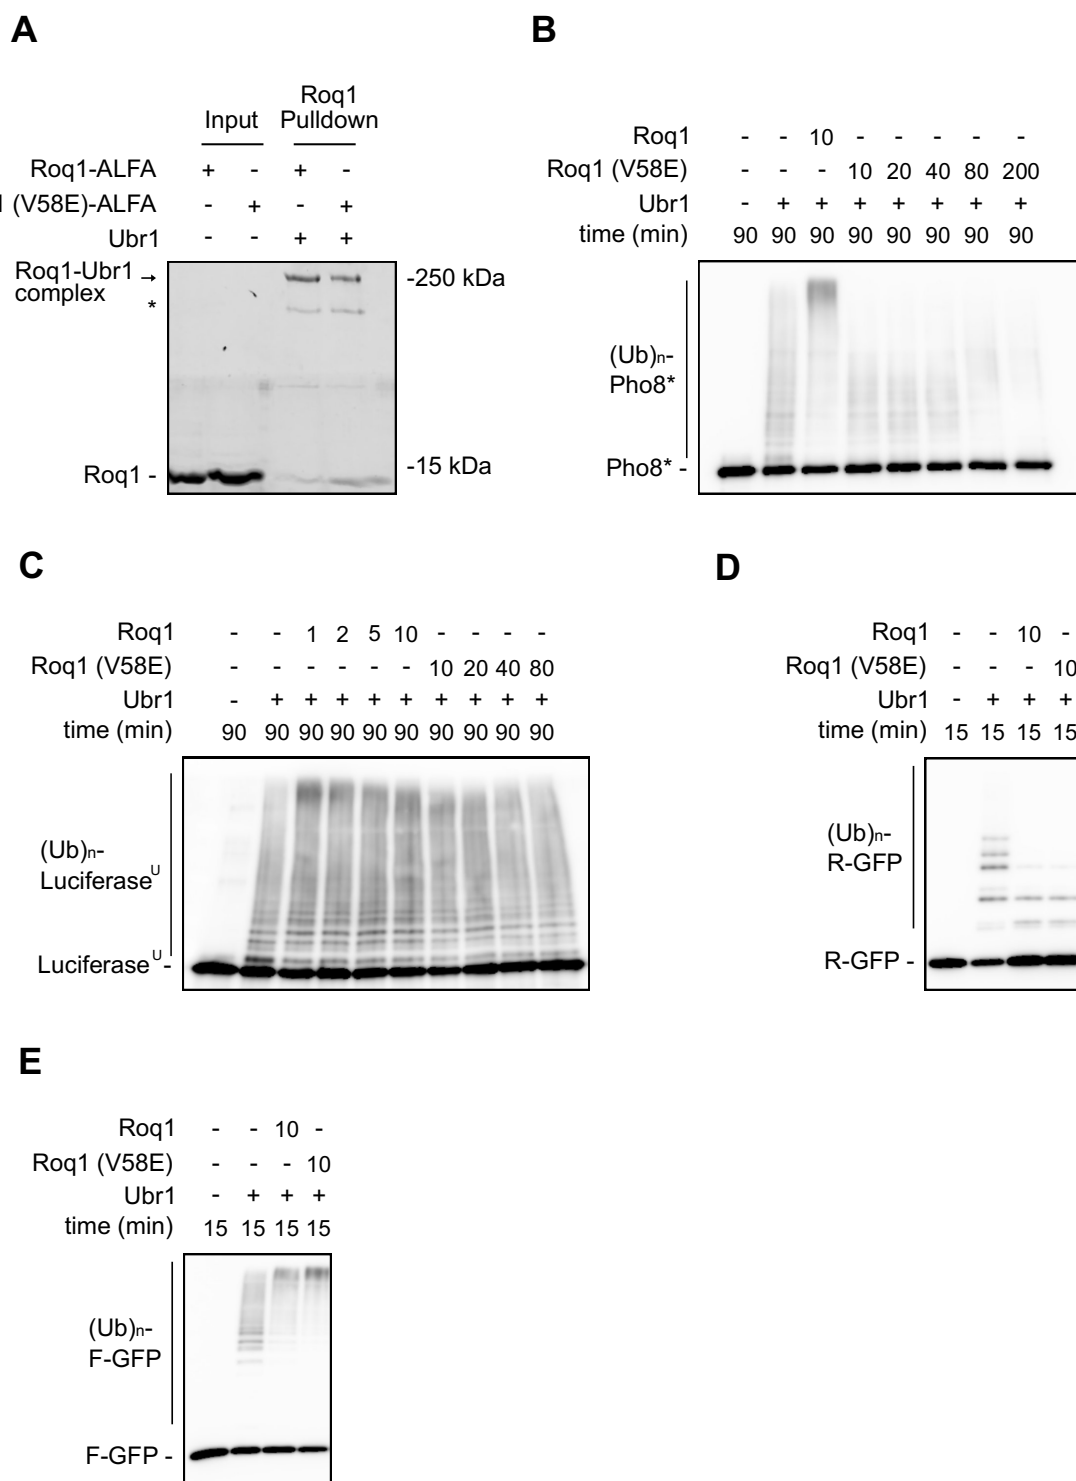 A
Roq1
Input Pulldown
Roq1-ALFA + - + -
(V58E)-ALFA - + - +
Ubr1 - - + +
Roq1-Ubr1 →
complex
*
-250 kDa
-15 kDa
Roq1 -
B
Roq1 - - 10 - - - - -
Roq1 (V58E) - - - 10 20 40 80 200
Ubr1 - + + + + + + +
time (min) 90 90 90 90 90 90 90 90
(Ub)n-
Pho8*
Pho8* -
C
Roq1 - - 1 2 5 10 - - - -
Roq1 (V58E) - - - - - - 10 20 40 80
Ubr1 - + + + + + + + + +
time (min) 90 90 90 90 90 90 90 90 90 90
(Ub)n-
Luciferase^U
Luciferase^U-
D
Roq1 - - 10 -
Roq1 (V58E) - - - 10
Ubr1 - + + +
time (min) 15 15 15 15
(Ub)n-
R-GFP
R-GFP -
E
Roq1 - - 10 -
Roq1 (V58E) - - - 10
Ubr1 - + + +
time (min) 15 15 15 15
(Ub)n-
F-GFP
F-GFP -